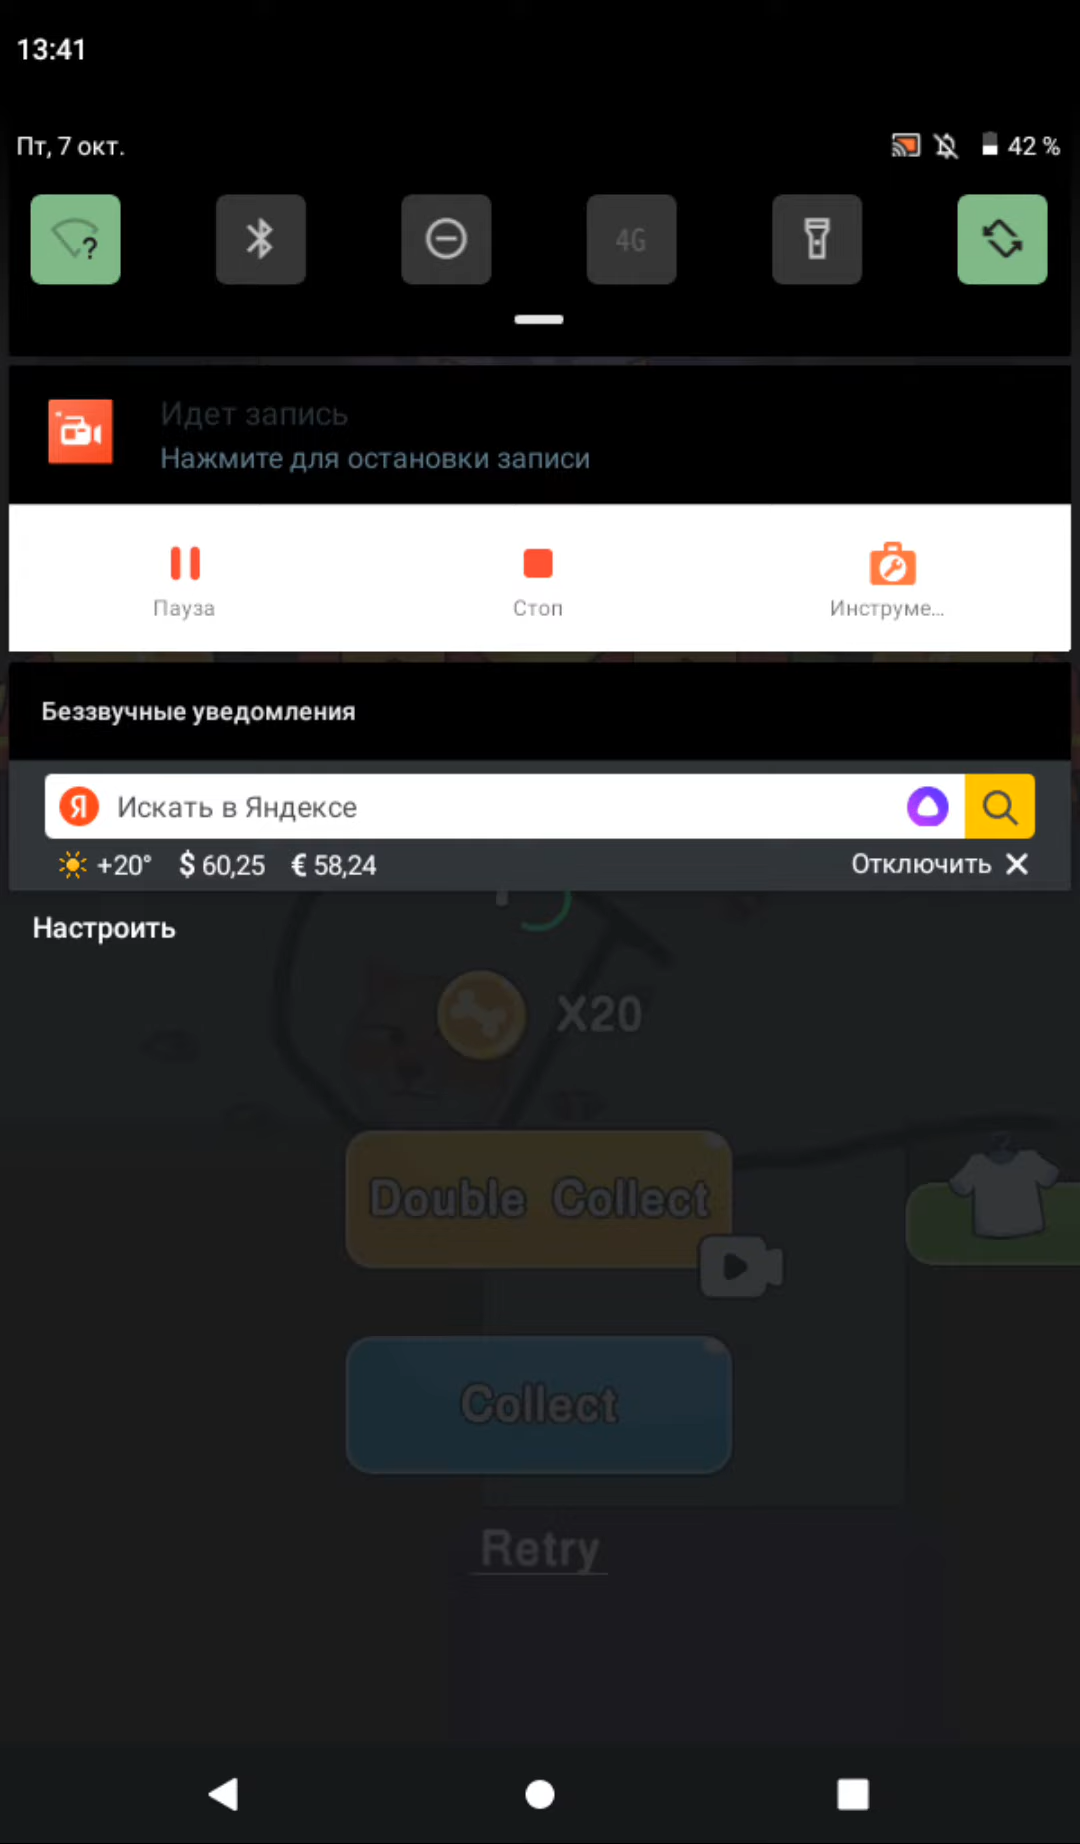 13:41
Пт, 7 окт.
42 %
4G
Идет запись
Нажмите для остановки записи
Пауза
Стоп
Инструме...
Беззвучные уведомления
Я
Искать в Яндексе
+20° $ 60,25 € 58,24
Отключить
Настроить
X20
Double Collect
Collect
Retry